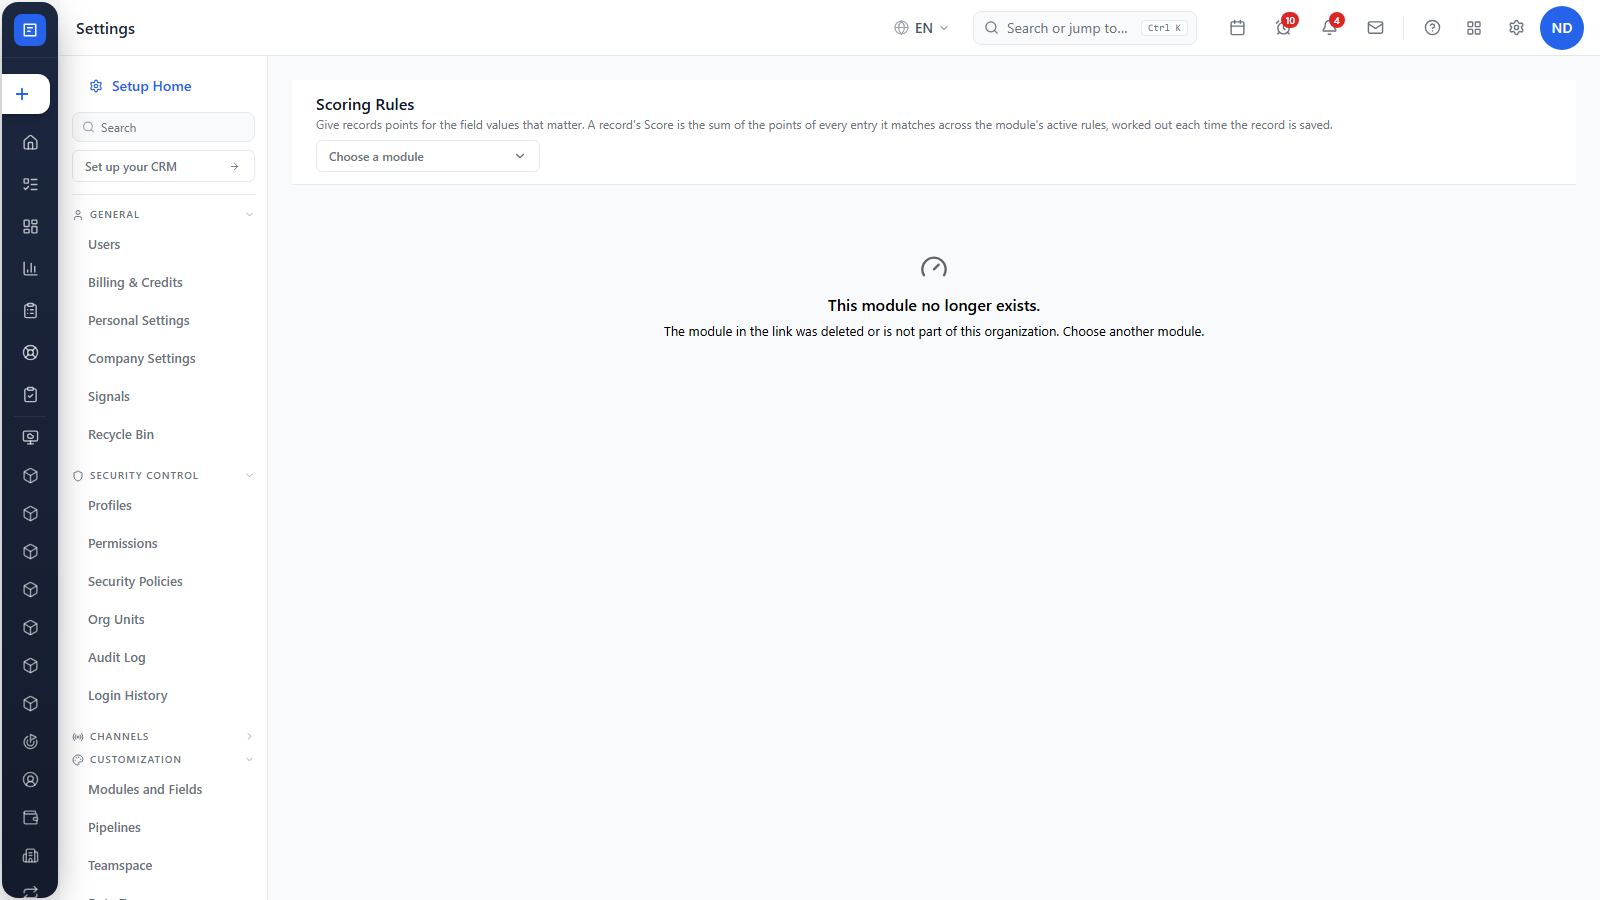 Settings
EN
Search or jump to...
Ctrl K
10
4
ND
Setup Home
Search
Set up your CRM
GENERAL
Users
Billing & Credits
Personal Settings
Company Settings
Signals
Recycle Bin
SECURITY CONTROL
Profiles
Permissions
Security Policies
Org Units
Audit Log
Login History
CHANNELS
CUSTOMIZATION
Modules and Fields
Pipelines
Teamspace
Scoring Rules
Give records points for the field values that matter. A record's Score is the sum of the points of every entry it matches across the module's active rules, worked out each time the record is saved.
Choose a module
This module no longer exists.
The module in the link was deleted or is not part of this organization. Choose another module.